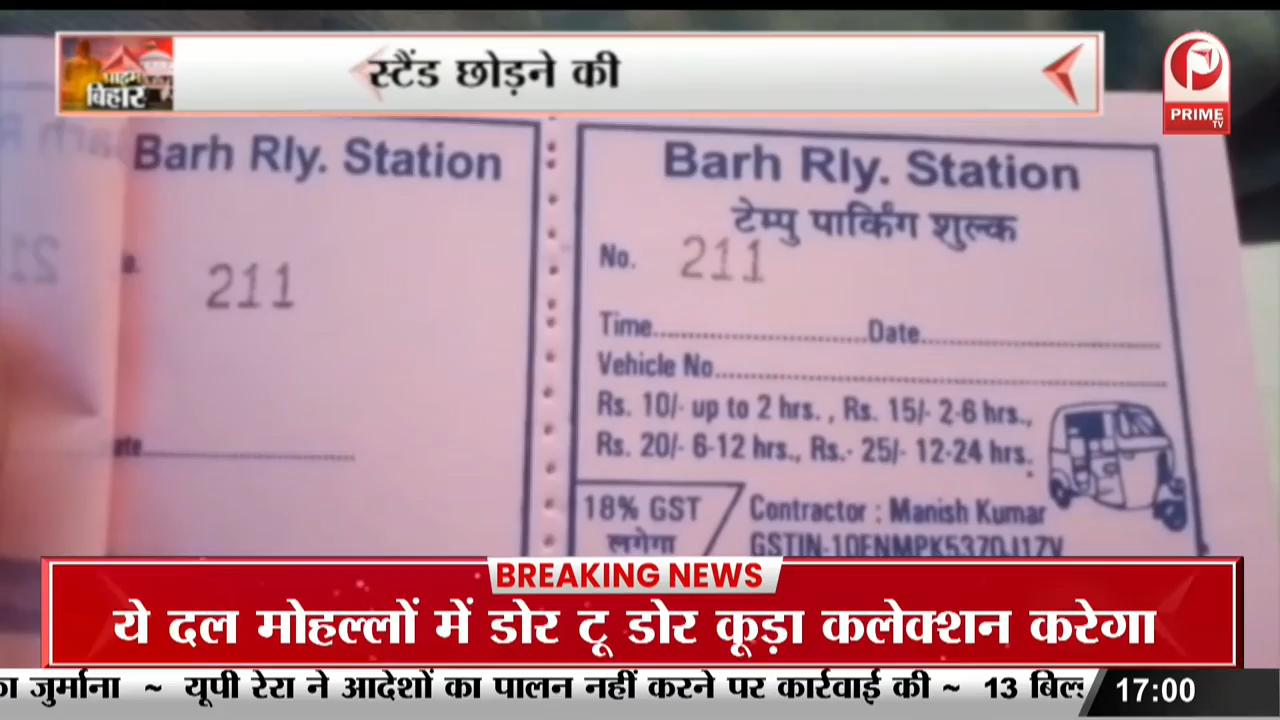 प्राइम
बिहार
स्टैंड छोड़ने की
PRIME
TV
Barh Rly. Station
211
Barh Rly. Station
टेम्पु पार्किंग शुल्क
No. 211
Time..............................Date..............................
Vehicle No............................................................
Rs. 10/- up to 2 hrs. , Rs. 15/- 2-6 hrs.,
Rs. 20/- 6-12 hrs., Rs.- 25/- 12-24 hrs.
18% GST
लगेगा
Contractor : Manish Kumar
BREAKING NEWS
ये दल मोहल्लों में डोर टू डोर कूड़ा कलेक्शन करेगा
जुर्माना ~ यूपी रेरा ने आदेशों का पालन नहीं करने पर कार्रवाई की ~ 13
17:00